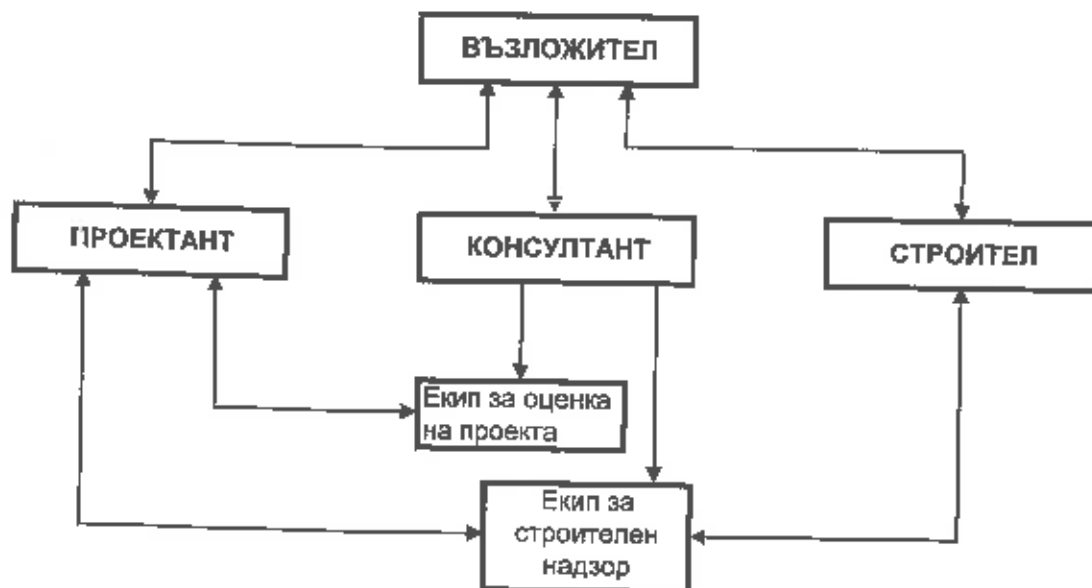 ВЪЗЛОЖИТЕЛ
ПРОЕКТАНТ
КОНСУЛТАНТ
СТРОИТЕЛ
Екип за оценка
на проекта
Екип за
строителен
надзор